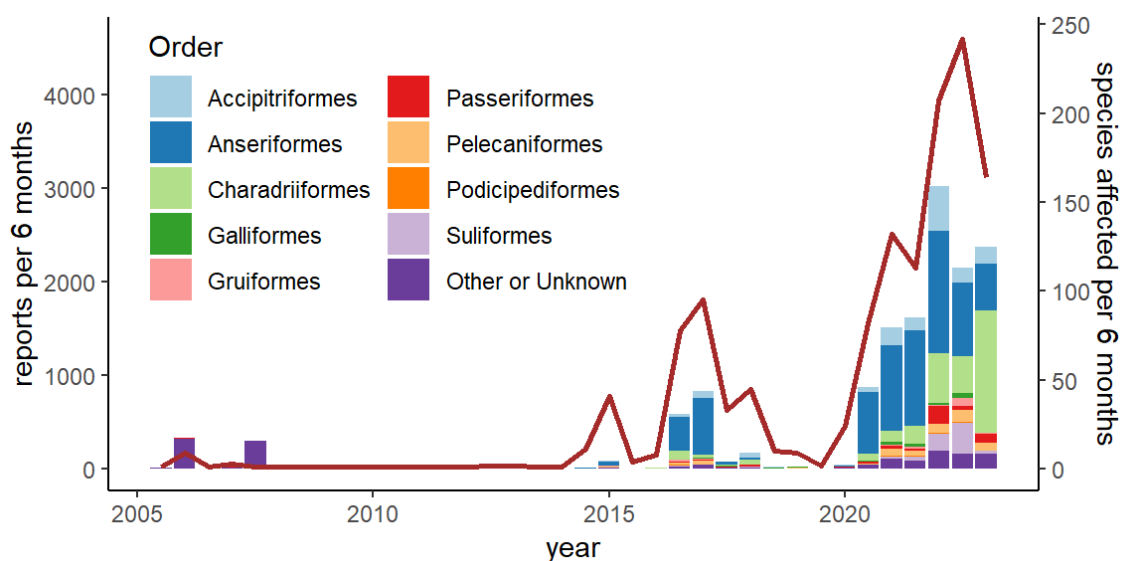 Order
Accipitriformes
Anseriformes
Charadriiformes
Galliformes
Gruiformes
Passeriformes
Pelecaniformes
Podicipediformes
Suliformes
Other or Unknown
reports per 6 months
4000
3000
2000
1000
0
species affected per 6 months
250
200
150
100
50
0
2005
2010
2015
2020
year